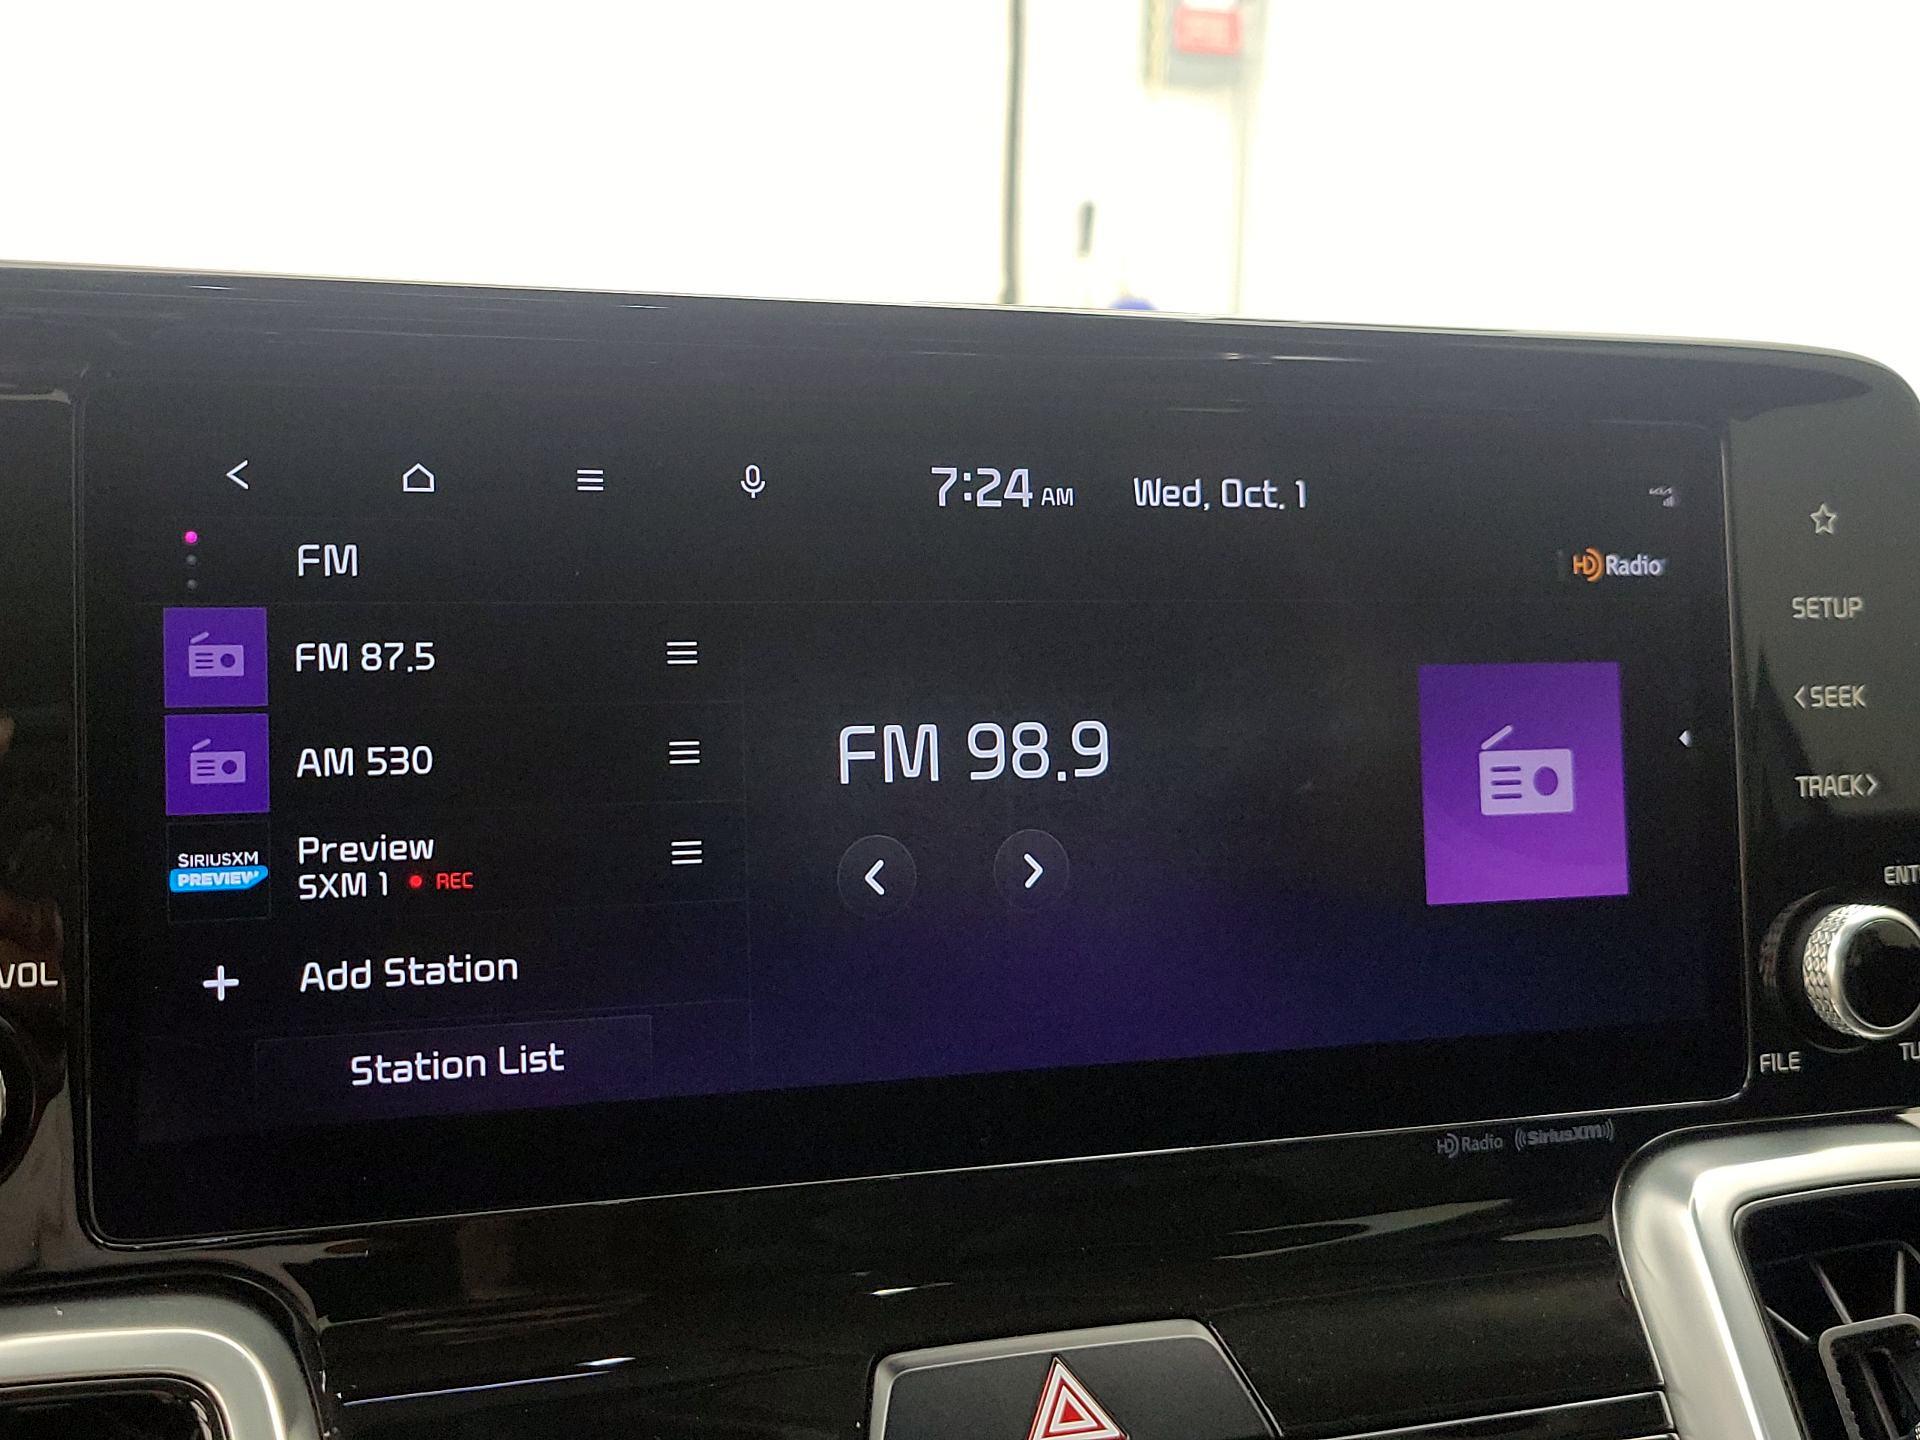 7:24 AM Wed, Oct. 1
FM
HD Radio
FM 87.5
AM 530
SIRIUSXM
PREVIEW
Preview
SXM 1 REC
Add Station
Station List
FM 98.9
SETUP
< SEEK
TRACK >
VOL
FILE
HD Radio ((SiriusXM))